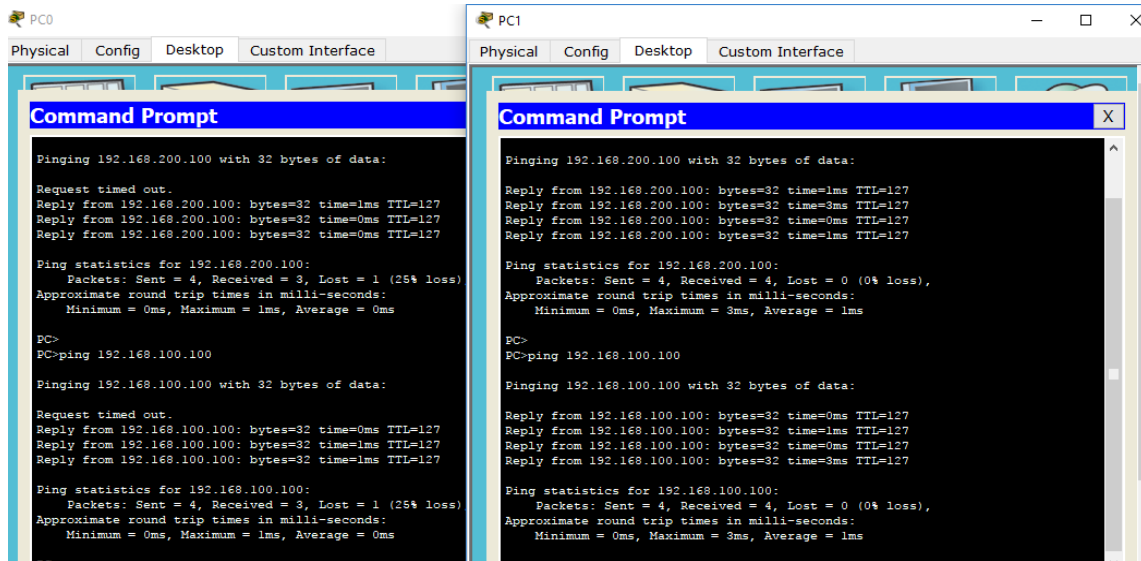 PC0
Physical Config Desktop Custom Interface
Command Prompt
Pinging 192.168.200.100 with 32 bytes of data:
Request timed out.
Reply from 192.168.200.100: bytes=32 time=1ms TTL=127
Reply from 192.168.200.100: bytes=32 time=0ms TTL=127
Reply from 192.168.200.100: bytes=32 time=0ms TTL=127
Ping statistics for 192.168.200.100:
Packets: Sent = 4, Received = 3, Lost = 1 (25% loss)
Approximate round trip times in milli-seconds:
Minimum = 0ms, Maximum = 1ms, Average = 0ms
PC>
PC>ping 192.168.100.100
Pinging 192.168.100.100 with 32 bytes of data:
Request timed out.
Reply from 192.168.100.100: bytes=32 time=0ms TTL=127
Reply from 192.168.100.100: bytes=32 time=1ms TTL=127
Reply from 192.168.100.100: bytes=32 time=1ms TTL=127
Ping statistics for 192.168.100.100:
Packets: Sent = 4, Received = 3, Lost = 1 (25% loss)
Approximate round trip times in milli-seconds:
Minimum = 0ms, Maximum = 1ms, Average = 0ms
PC1
Physical Config Desktop Custom Interface
Command Prompt
X
Pinging 192.168.200.100 with 32 bytes of data:
Reply from 192.168.200.100: bytes=32 time=1ms TTL=127
Reply from 192.168.200.100: bytes=32 time=3ms TTL=127
Reply from 192.168.200.100: bytes=32 time=0ms TTL=127
Reply from 192.168.200.100: bytes=32 time=1ms TTL=127
Ping statistics for 192.168.200.100:
Packets: Sent = 4, Received = 4, Lost = 0 (0% loss),
Approximate round trip times in milli-seconds:
Minimum = 0ms, Maximum = 3ms, Average = 1ms
PC>
PC>ping 192.168.100.100
Pinging 192.168.100.100 with 32 bytes of data:
Reply from 192.168.100.100: bytes=32 time=0ms TTL=127
Reply from 192.168.100.100: bytes=32 time=1ms TTL=127
Reply from 192.168.100.100: bytes=32 time=0ms TTL=127
Reply from 192.168.100.100: bytes=32 time=3ms TTL=127
Ping statistics for 192.168.100.100:
Packets: Sent = 4, Received = 4, Lost = 0 (0% loss),
Approximate round trip times in milli-seconds:
Minimum = 0ms, Maximum = 3ms, Average = 1ms